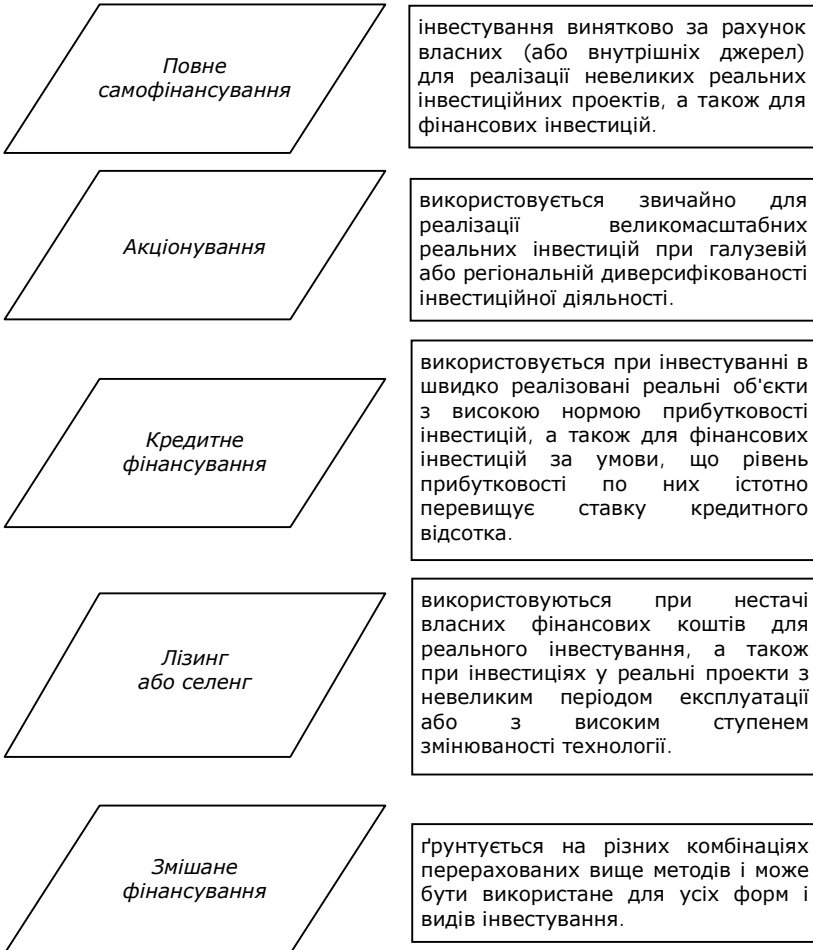 Повне
самофінансування
інвестування винятково за рахунок
власних (або внутрішніх джерел)
для реалізації невеликих реальних
інвестиційних проектів, а також для
фінансових інвестицій.
Акціонування
використовується звичайно для
реалізації великомасштабних
реальних інвестицій при галузевій
або регіональній диверсифікованості
інвестиційної діяльності.
Кредитне
фінансування
використовується при інвестуванні в
швидко реалізовані реальні об'єкти
з високою нормою прибутковості
інвестицій, а також для фінансових
інвестицій за умови, що рівень
прибутковості по них істотно
перевищує ставку кредитного
відсотка.
Лізинг
або селенг
використовуються при нестачі
власних фінансових коштів для
реального інвестування, а також
при інвестиціях у реальні проекти з
невеликим періодом експлуатації
або з високим ступенем
змінюваності технології.
Змішане
фінансування
ґрунтується на різних комбінаціях
перерахованих вище методів і може
бути використане для усіх форм і
видів інвестування.